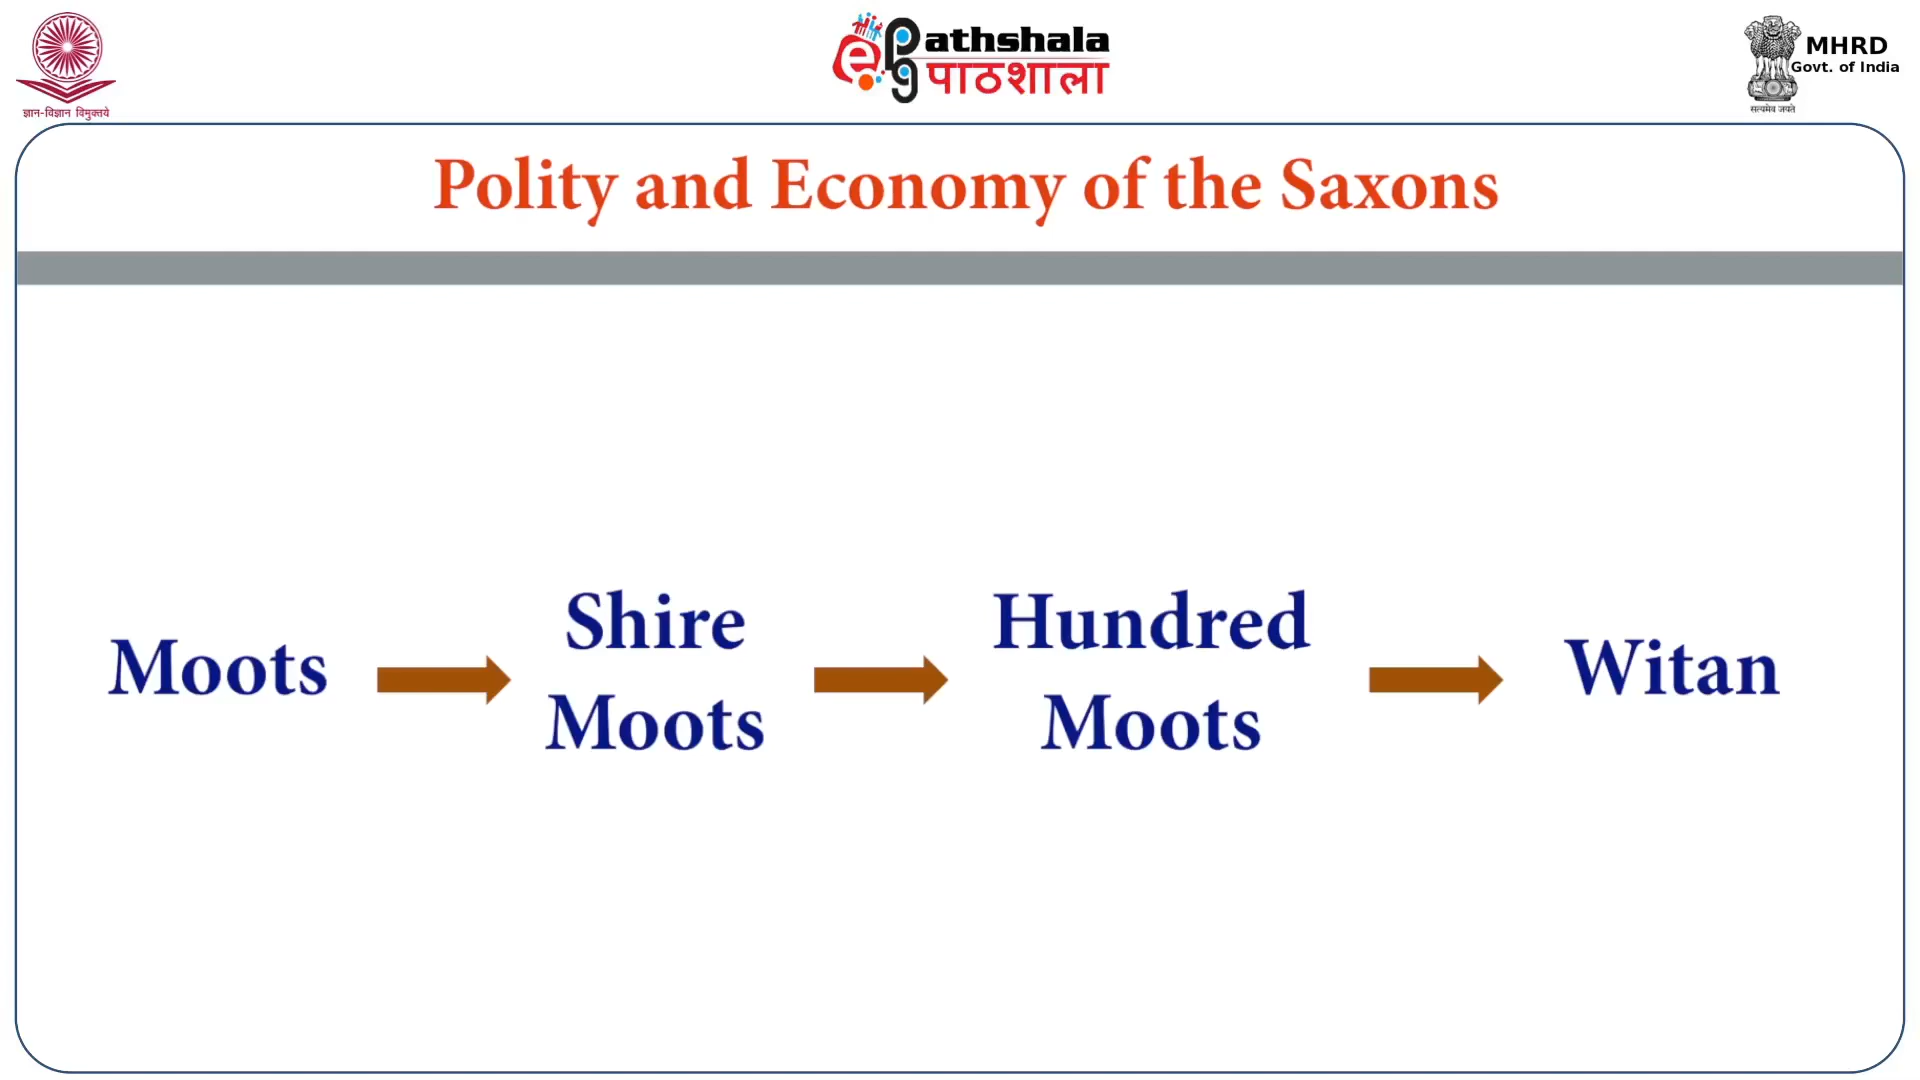 ज्ञान-विज्ञान विमुक्तये
e pg Pathshala
पाठशाला
MHRD
Govt. of India
सत्यमेव जयते
Polity and Economy of the Saxons
Moots
Shire
Moots
Hundred
Moots
Witan